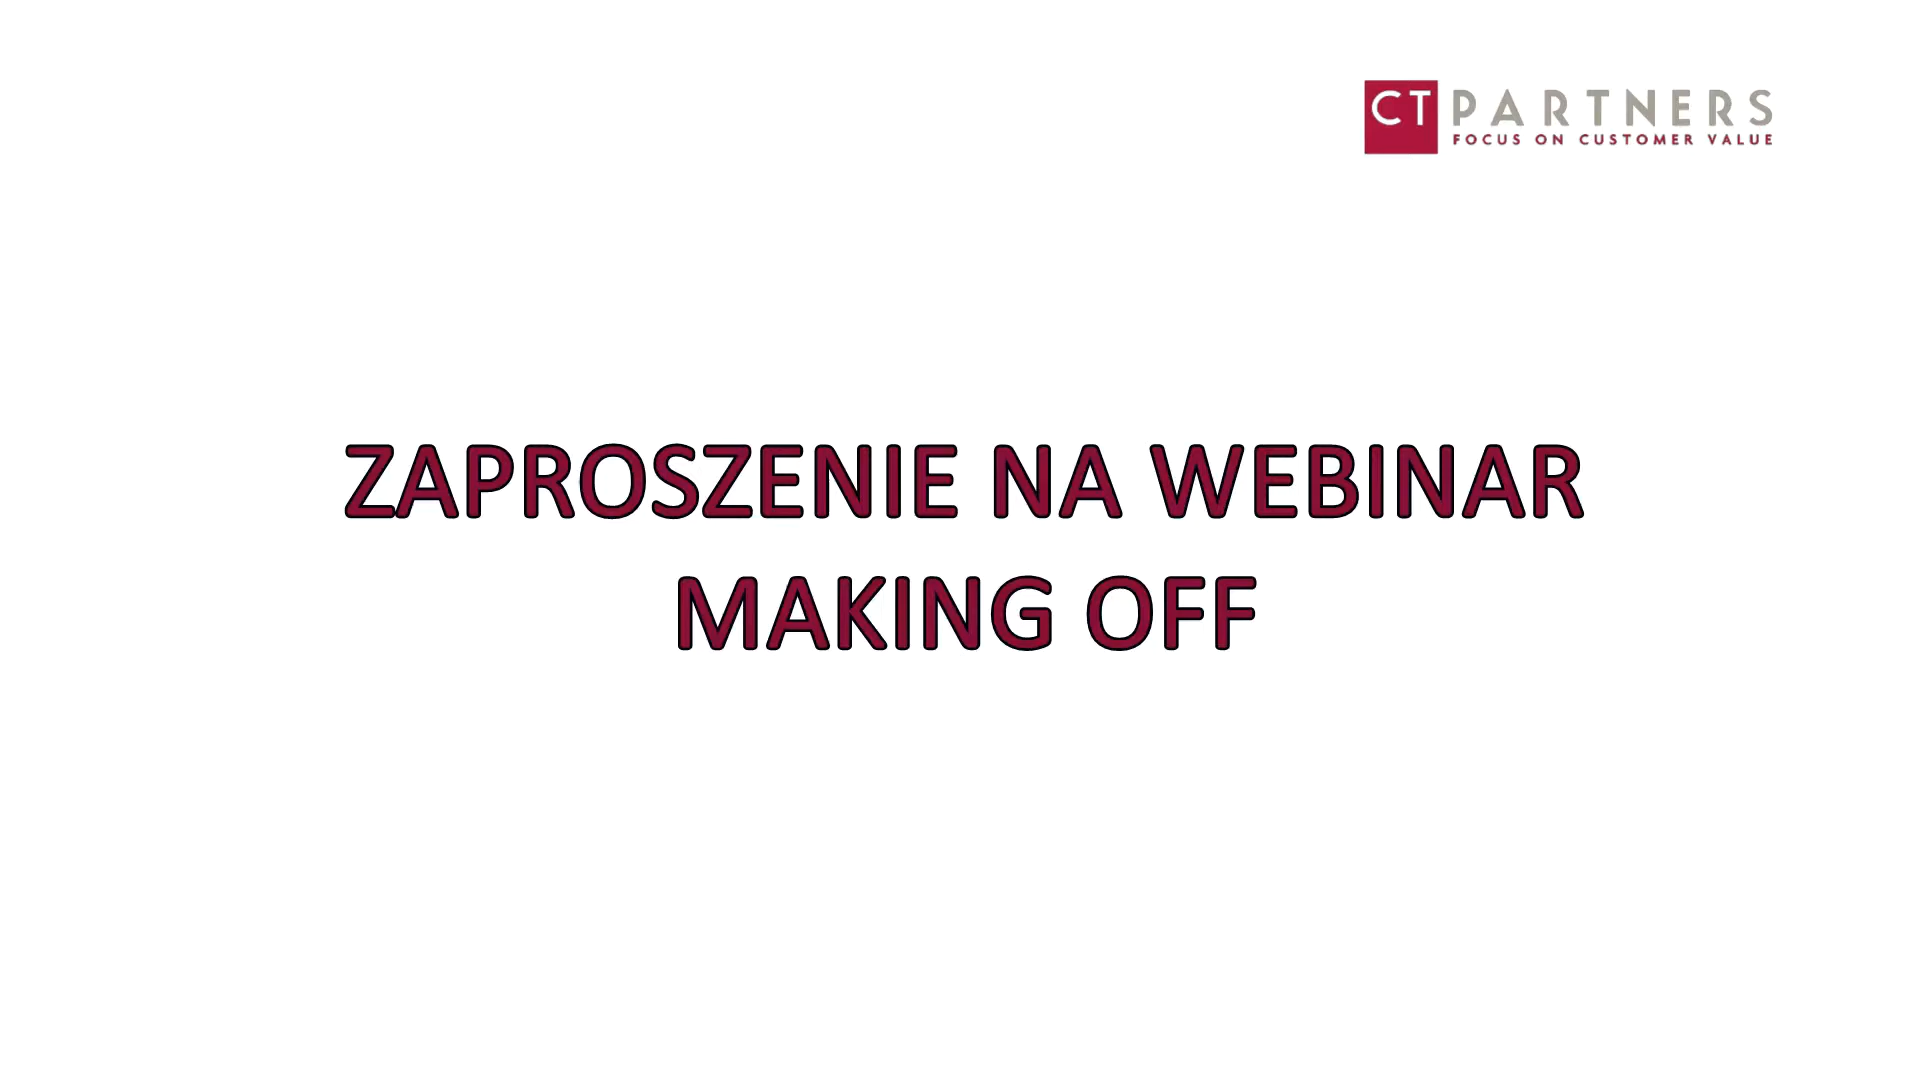 CT PARTNERS
FOCUS ON CUSTOMER VALUE
ZAPROSZENIE NA WEBINAR
MAKING OFF